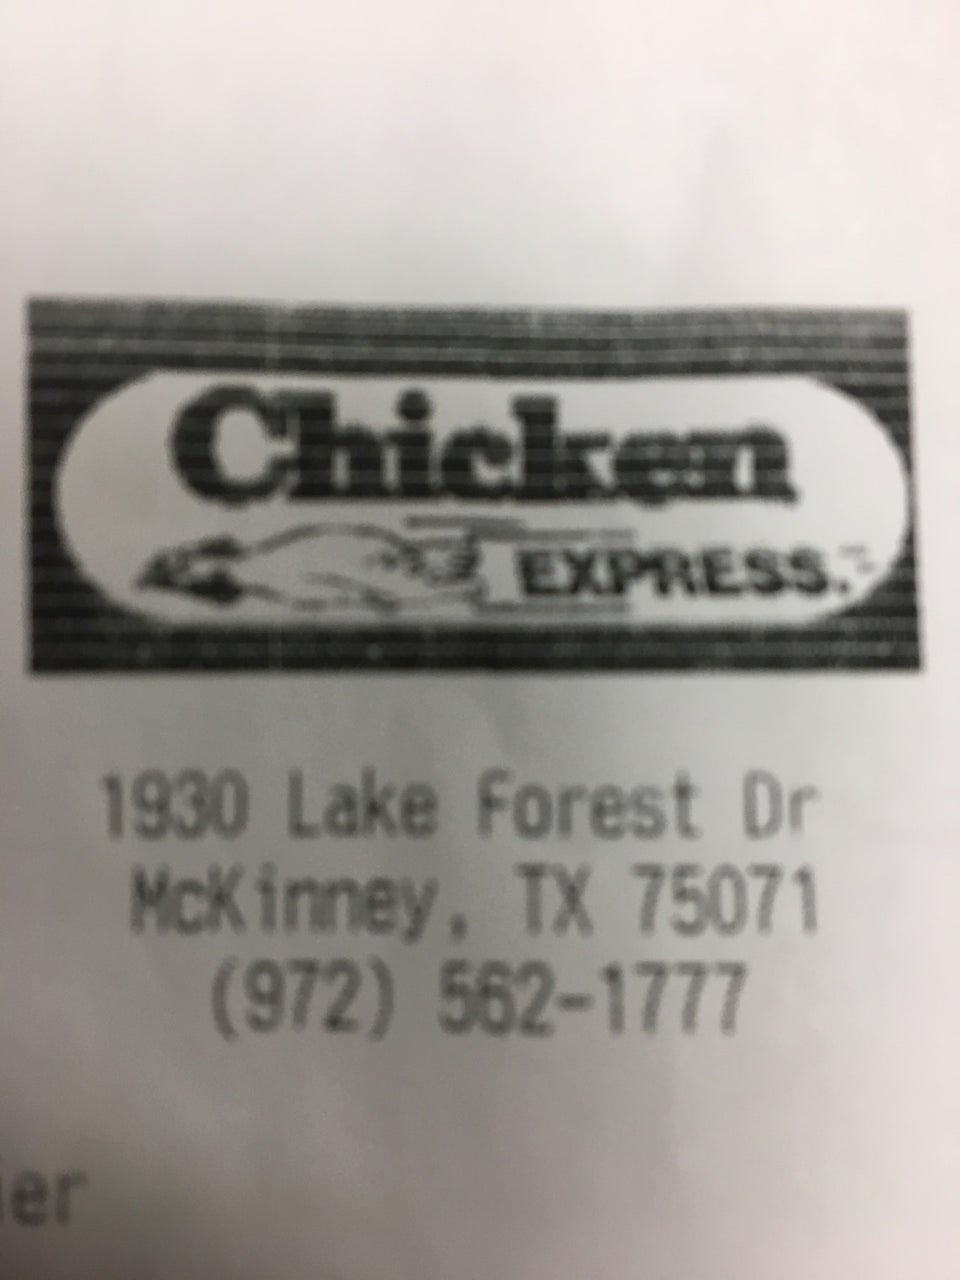 Chicken
EXPRESS.
1930 Lake Forest Dr
McKinney, TX 75071
(972) 562-1777